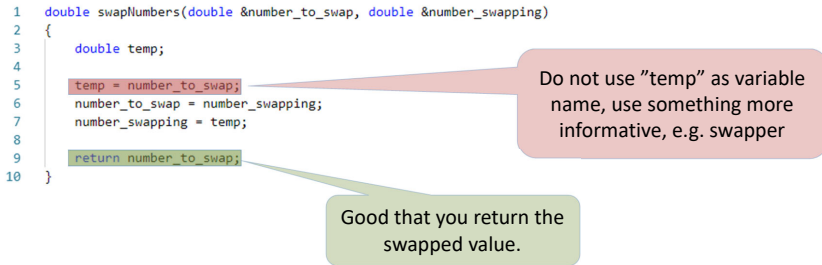 1 double swapNumbers(double &number_to_swap, double &number_swapping)
2 {
3 double temp;
4
5 temp = number_to_swap;
6 number_to_swap = number_swapping;
7 number_swapping = temp;
8
9 return number_to_swap;
10 }
Do not use ”temp” as variable
name, use something more
informative, e.g. swapper
Good that you return the
swapped value.